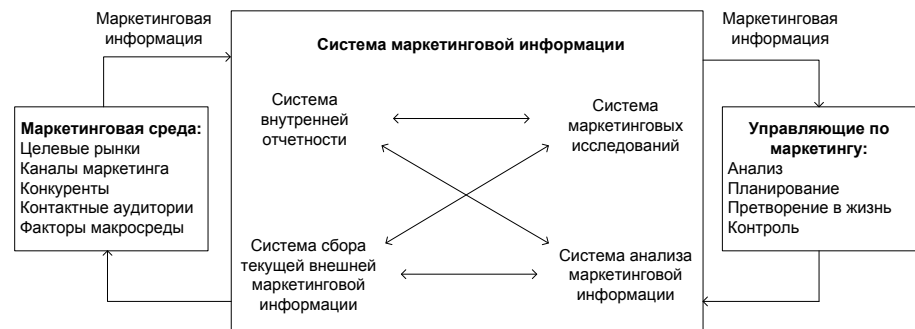 Маркетинговая
информация
Маркетинговая среда:
Целевые рынки
Каналы маркетинга
Конкуренты
Контактные аудитории
Факторы макросреды
Система маркетинговой информации
Система
внутренней
отчетности
Система
маркетинговых
исследований
Система сбора
текущей внешней
маркетинговой
информации
Система анализа
маркетинговой
информации
Маркетинговая
информация
Управляющие по
маркетингу:
Анализ
Планирование
Претворение в жизнь
Контроль